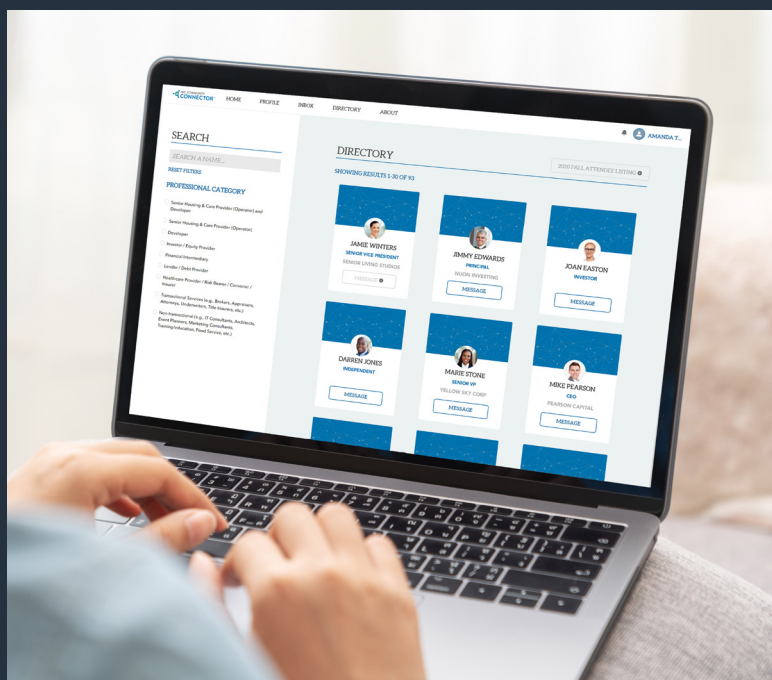 NIC COMMUNITY
CONNECTOR
HOME
PROFILE
INBOX
DIRECTORY
ABOUT
AMANDA T...
SEARCH
SEARCH A NAME...
RESET FILTERS
PROFESSIONAL CATEGORY
Senior Housing & Care Provider (Operator) and
Developer
Senior Housing & Care Provider (Operator)
Developer
Investor / Equity Provider
Financial Intermediary
Lender / Debt Provider
Healthcare Provider / Risk Bearer / Convenor /
Insurer
Transactional Services (e.g., Brokers, Appraisers,
Attorneys, Underwriters, Title Insurers, etc.)
Non-transactional (e.g., IT Consultants, Architects,
Event Planners, Marketing Consultants,
Training/education, Food Service, etc.)
DIRECTORY
2020 FALL ATTENDEE LISTING
SHOWING RESULTS 1-30 OF 93
JAMIE WINTERS
SENIOR VICE PRESIDENT
SENIOR LIVING STUDIOS
MESSAGE
JIMMY EDWARDS
PRINCIPAL
NUON INVESTING
MESSAGE
JOAN EASTON
INVESTOR
MESSAGE
DARREN JONES
INDEPENDENT
MESSAGE
MARIE STONE
SENIOR VP
YELLOW SKY CORP
MESSAGE
MIKE PEARSON
CEO
PEARSON CAPITAL
MESSAGE